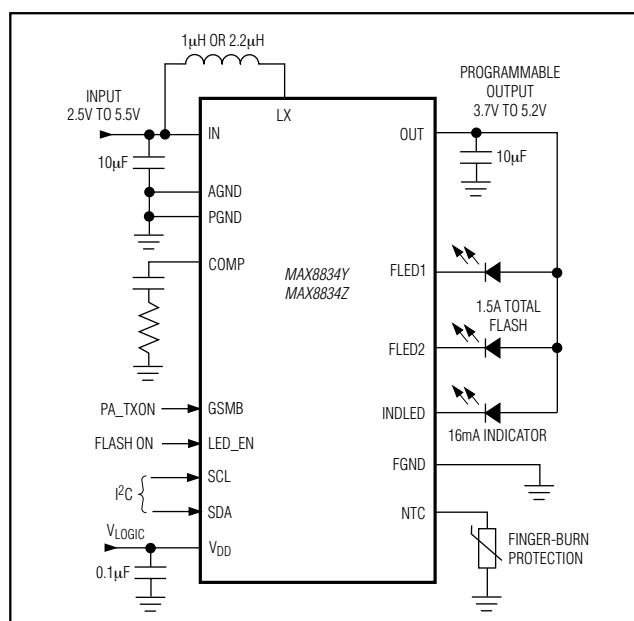 1μH OR 2.2μH
INPUT
2.5V TO 5.5V
PROGRAMMABLE
OUTPUT
3.7V TO 5.2V
LX
IN
OUT
10μF
10μF
AGND
PGND
COMP
MAX8834Y
MAX8834Z
FLED1
1.5A TOTAL
FLASH
FLED2
INDLED
16mA INDICATOR
PA_TXON
GSMB
FLASH ON
LED_EN
FGND
I²C
SCL
SDA
NTC
FINGER-BURN
PROTECTION
VLOGIC
VDD
0.1μF